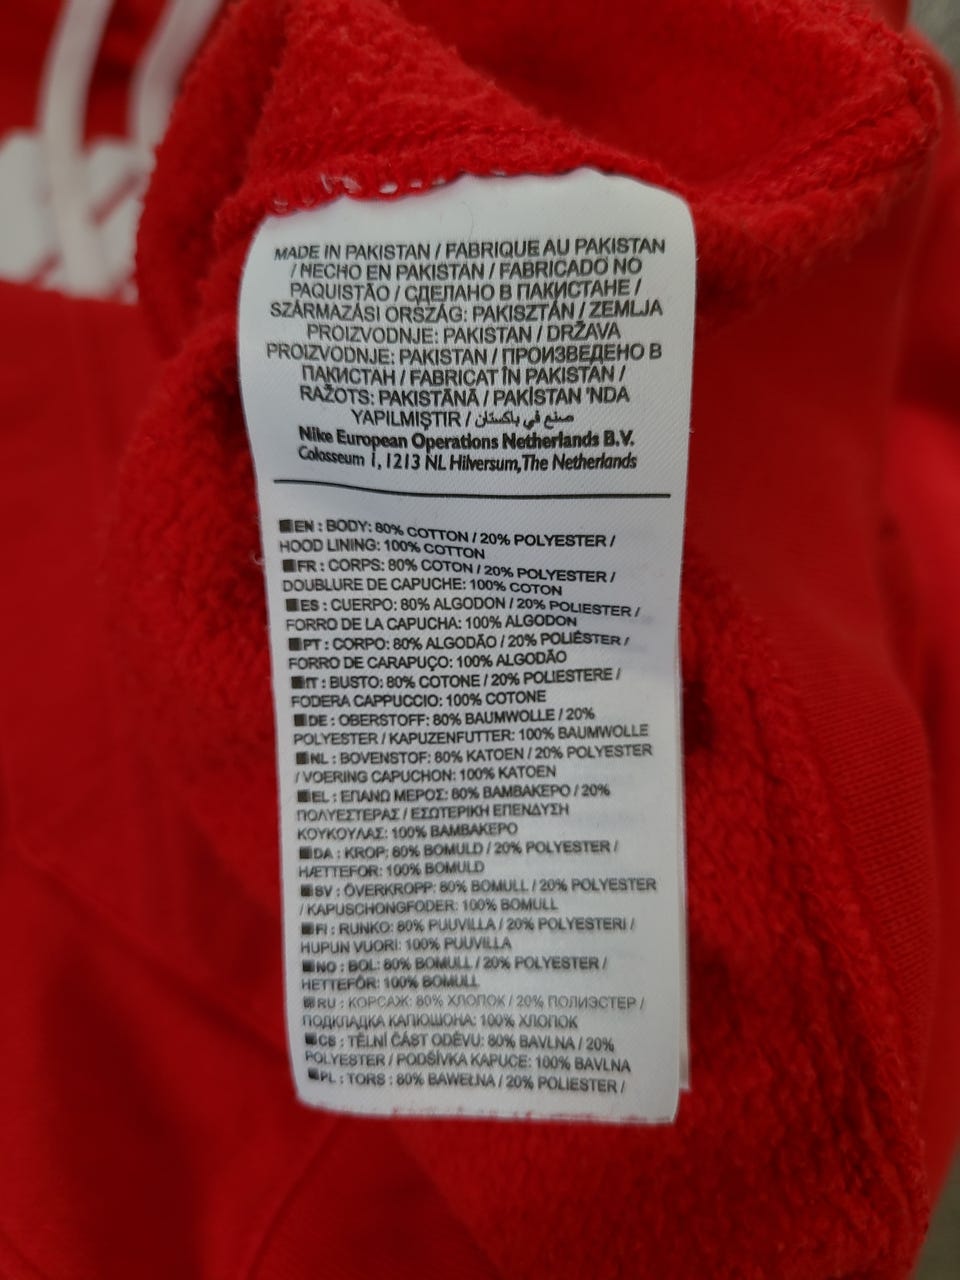 MADE IN PAKISTAN / FABRIQUE AU PAKISTAN
/ HECHO EN PAKISTAN / FABRICADO NO
PAQUISTÃO / СДЕЛАНО В ПАКИСТАНЕ /
SZÁRMAZÁSI ORSZÁG: PAKISZTÁN / ZEMLJA
PROIZVODNJE: PAKISTAN / DRŽAVA
PROIZVODNJE: PAKISTAN / ПРОИЗВЕДЕНО В
ПАКИСТАН / FABRICAT ÎN PAKISTAN /
RAŽOTS: PAKISTĀNĀ / PAKİSTAN 'NDA
YAPILMIŞTIR / صنع في باكستان
Nike European Operations Netherlands B.V.
Colosseum 1, 1213 NL Hilversum, The Netherlands
EN : BODY: 80% COTTON / 20% POLYESTER /
HOOD LINING: 100% COTTON
FR : CORPS: 80% COTON / 20% POLYESTER /
DOUBLURE DE CAPUCHE: 100% COTON
ES : CUERPO: 80% ALGODON / 20% POLIESTER /
FORRO DE LA CAPUCHA: 100% ALGODON
PT : CORPO: 80% ALGODÃO / 20% POLIÉSTER /
FORRO DE CARAPUÇO: 100% ALGODÃO
IT : BUSTO: 80% COTONE / 20% POLIESTERE /
FODERA CAPPUCCIO: 100% COTONE
DE : OBERSTOFF: 80% BAUMWOLLE / 20%
POLYESTER / KAPUZENFUTTER: 100% BAUMWOLLE
NL : BOVENSTOF: 80% KATOEN / 20% POLYESTER
/ VOERING CAPUCHON: 100% KATOEN
EL : ΕΠΑΝΩ ΜΕΡΟΣ: 80% ΒΑΜΒΑΚΕΡΟ / 20%
ΠΟΛΥΕΣΤΕΡΑΣ / ΕΣΩΤΕΡΙΚΗ ΕΠΕΝΔΥΣΗ
ΚΟΥΚΟΥΛΑΣ: 100% ΒΑΜΒΑΚΕΡΟ
DA : KROP: 80% BOMULD / 20% POLYESTER /
HÆTTEFOR: 100% BOMULD
SV : ÖVERKROPP: 80% BOMULL / 20% POLYESTER
/ KAPUSCHONGFODER: 100% BOMULL
FI : RUNKO: 80% PUUVILLA / 20% POLYESTERI /
HUPUN VUORI: 100% PUUVILLA
NO : BOL: 80% BOMULL / 20% POLYESTER /
HETTEFÔR: 100% BOMULL
RU : КОРСАЖ: 80% ХЛОПОК / 20% ПОЛИЭСТЕР /
ПОДКЛАДКА КАПЮШОНА: 100% ХЛОПОК
CS : TĚLNÍ ČÁST ODĚVU: 80% BAVLNA / 20%
POLYESTER / PODŠÍVKA KAPUCE: 100% BAVLNA
PL : TORS : 80% BAWEŁNA / 20% POLIESTER /